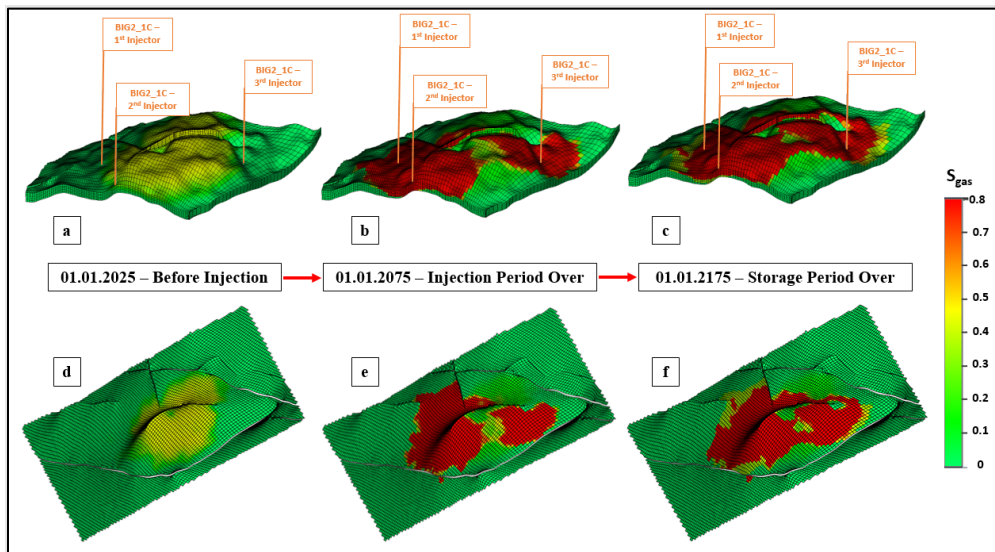 BIG2_1C –
1st Injector
BIG2_1C –
2nd Injector
BIG2_1C –
3rd Injector
BIG2_1C –
1st Injector
BIG2_1C –
2nd Injector
BIG2_1C –
3rd Injector
BIG2_1C –
1st Injector
BIG2_1C –
2nd Injector
BIG2_1C –
3rd Injector
a
b
c
01.01.2025 – Before Injection
01.01.2075 – Injection Period Over
01.01.2175 – Storage Period Over
d
e
f
Sgas
0.8
0.7
0.6
0.5
0.4
0.3
0.2
0.1
0